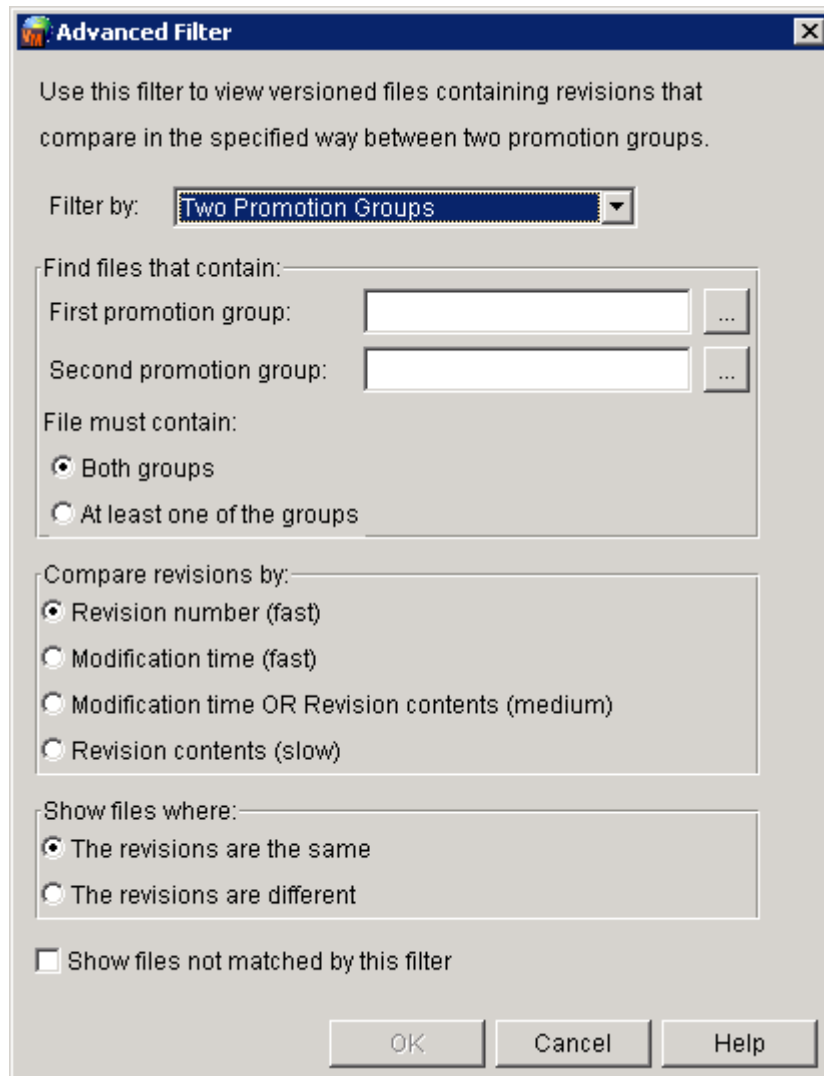 VM Advanced Filter
Use this filter to view versioned files containing revisions that
compare in the specified way between two promotion groups.
Filter by: Two Promotion Groups
Find files that contain:
First promotion group: ...
Second promotion group: ...
File must contain:
Both groups
At least one of the groups
Compare revisions by:
Revision number (fast)
Modification time (fast)
Modification time OR Revision contents (medium)
Revision contents (slow)
Show files where:
The revisions are the same
The revisions are different
Show files not matched by this filter
OK Cancel Help